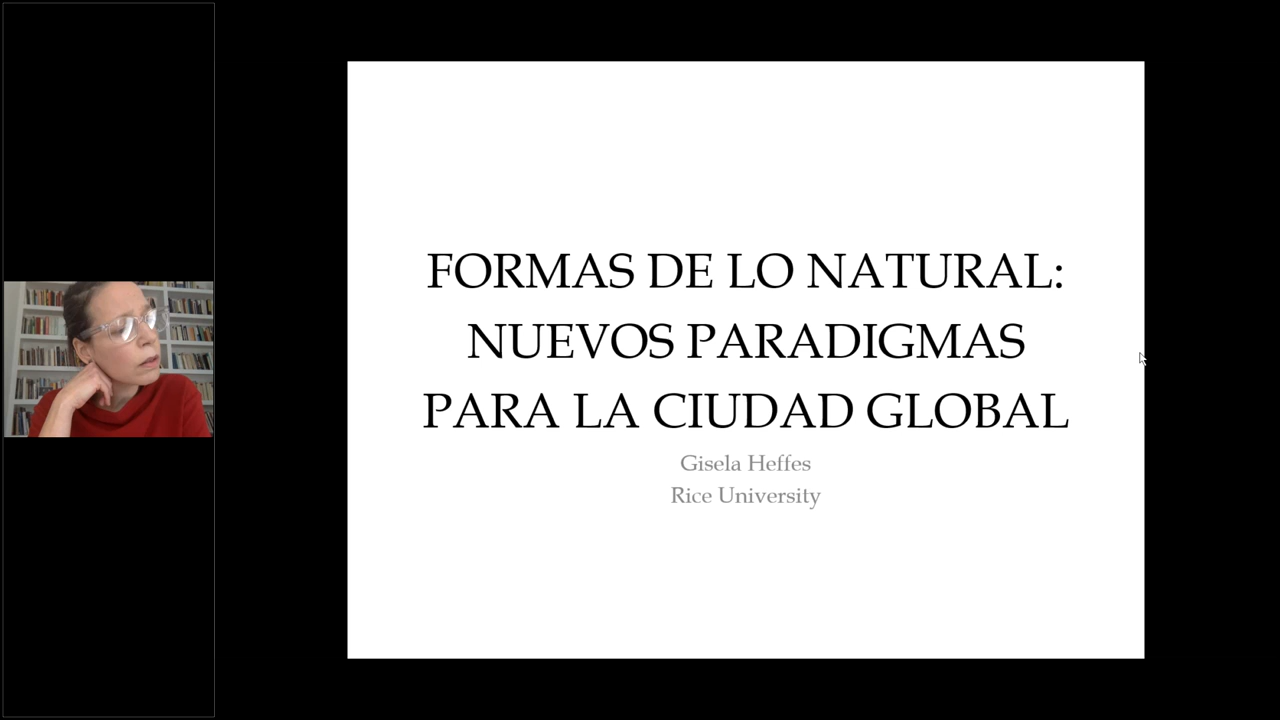 FORMAS DE LO NATURAL:
NUEVOS PARADIGMAS
PARA LA CIUDAD GLOBAL
Gisela Heffes
Rice University